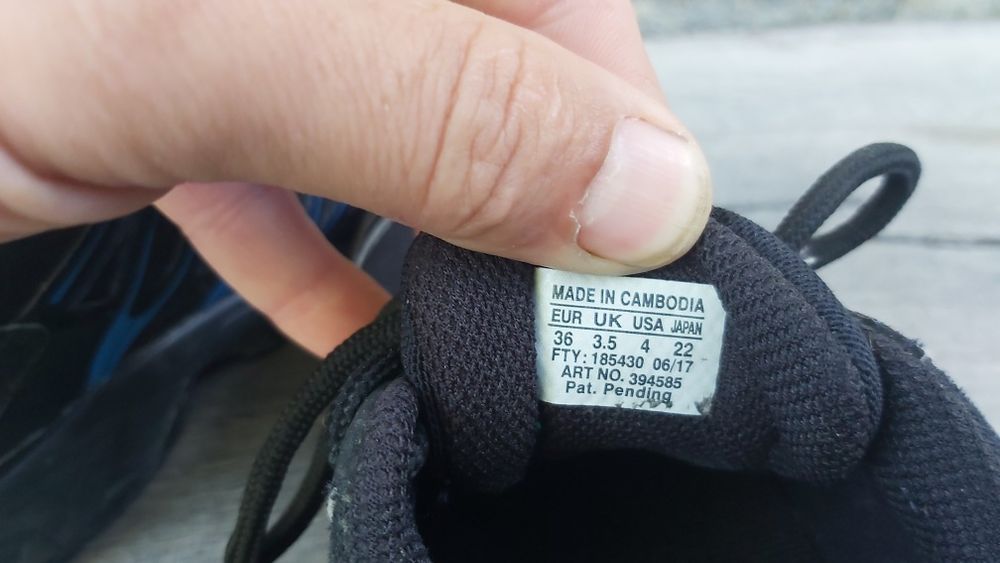 MADE IN CAMBODIA
EUR UK USA JAPAN
36 3.5 4 22
FTY: 185430 06/17
ART NO. 394585
Pat. Pending